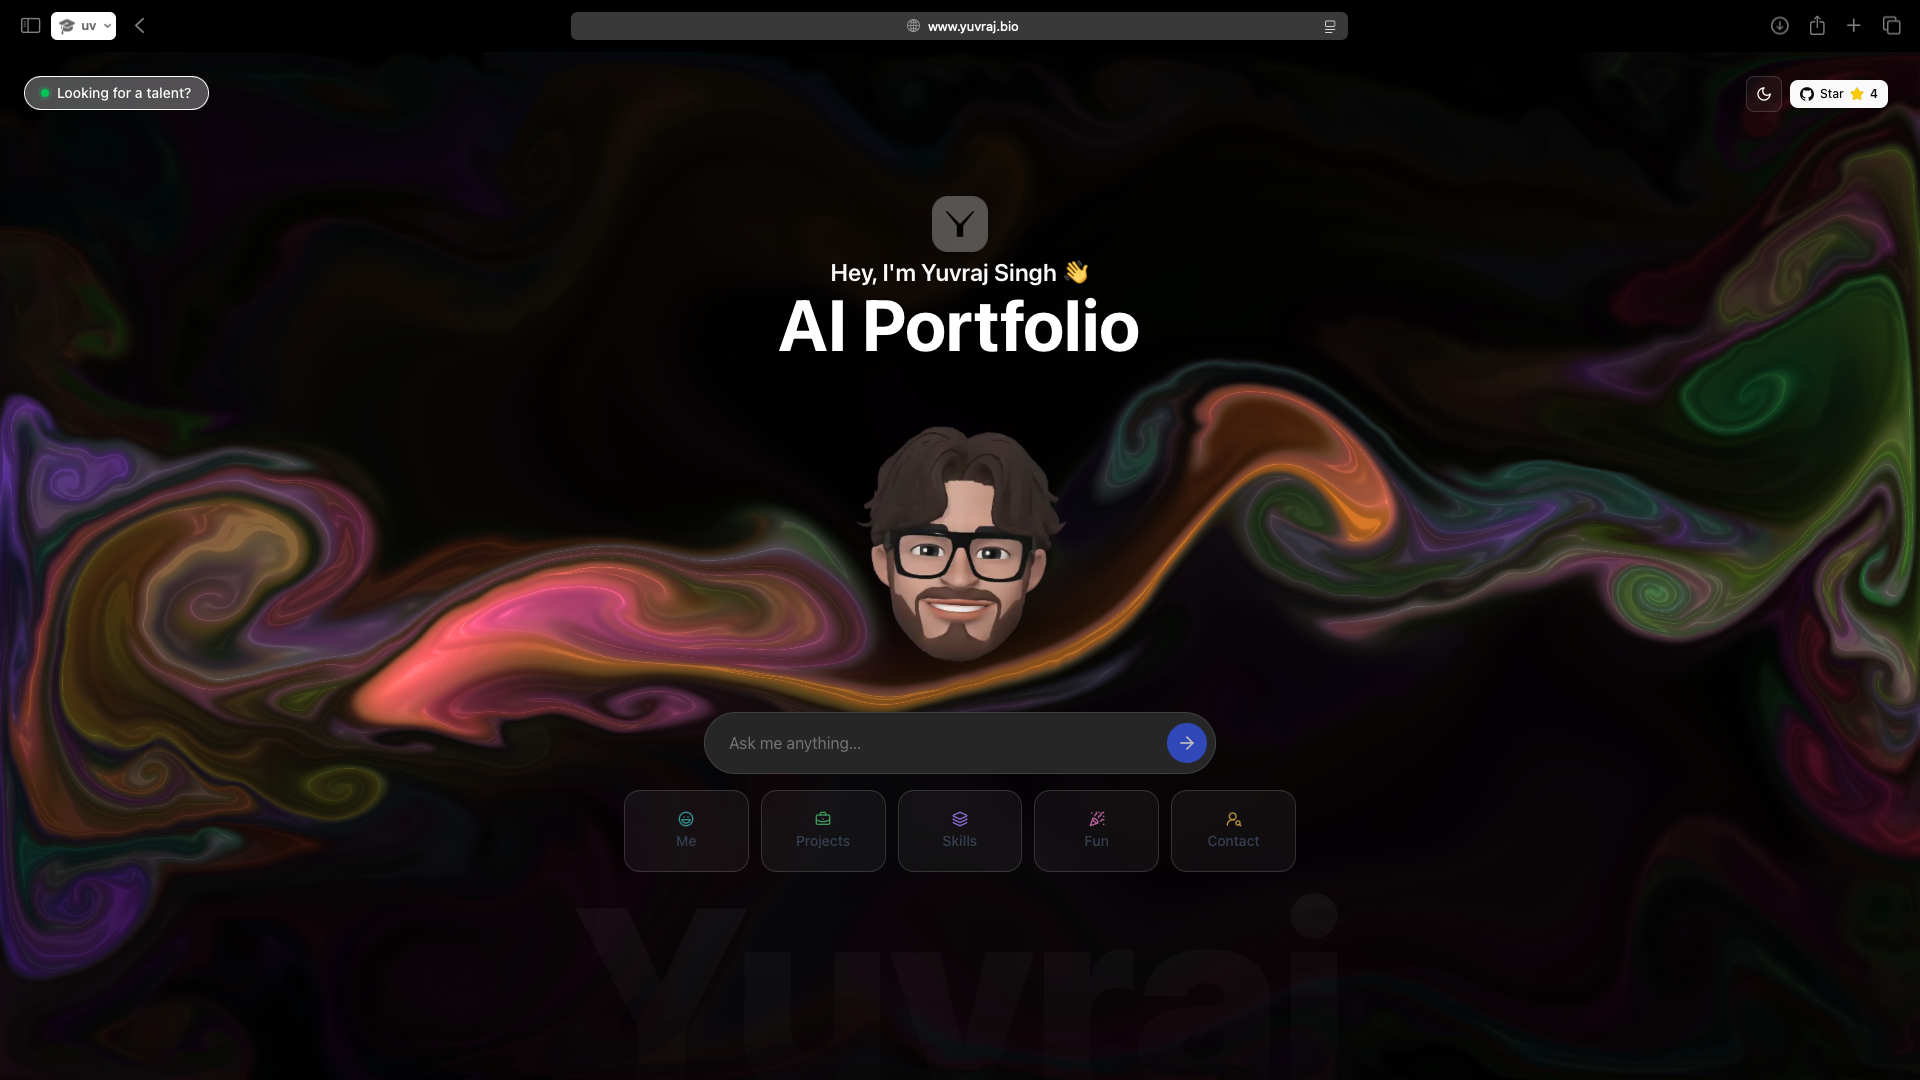 uv
www.yuvraj.bio
Looking for a talent?
Star ⭐ 4
Y
Hey, I'm Yuvraj Singh 👋
AI Portfolio
Ask me anything...
Me
Projects
Skills
Fun
Contact
Yuvraj